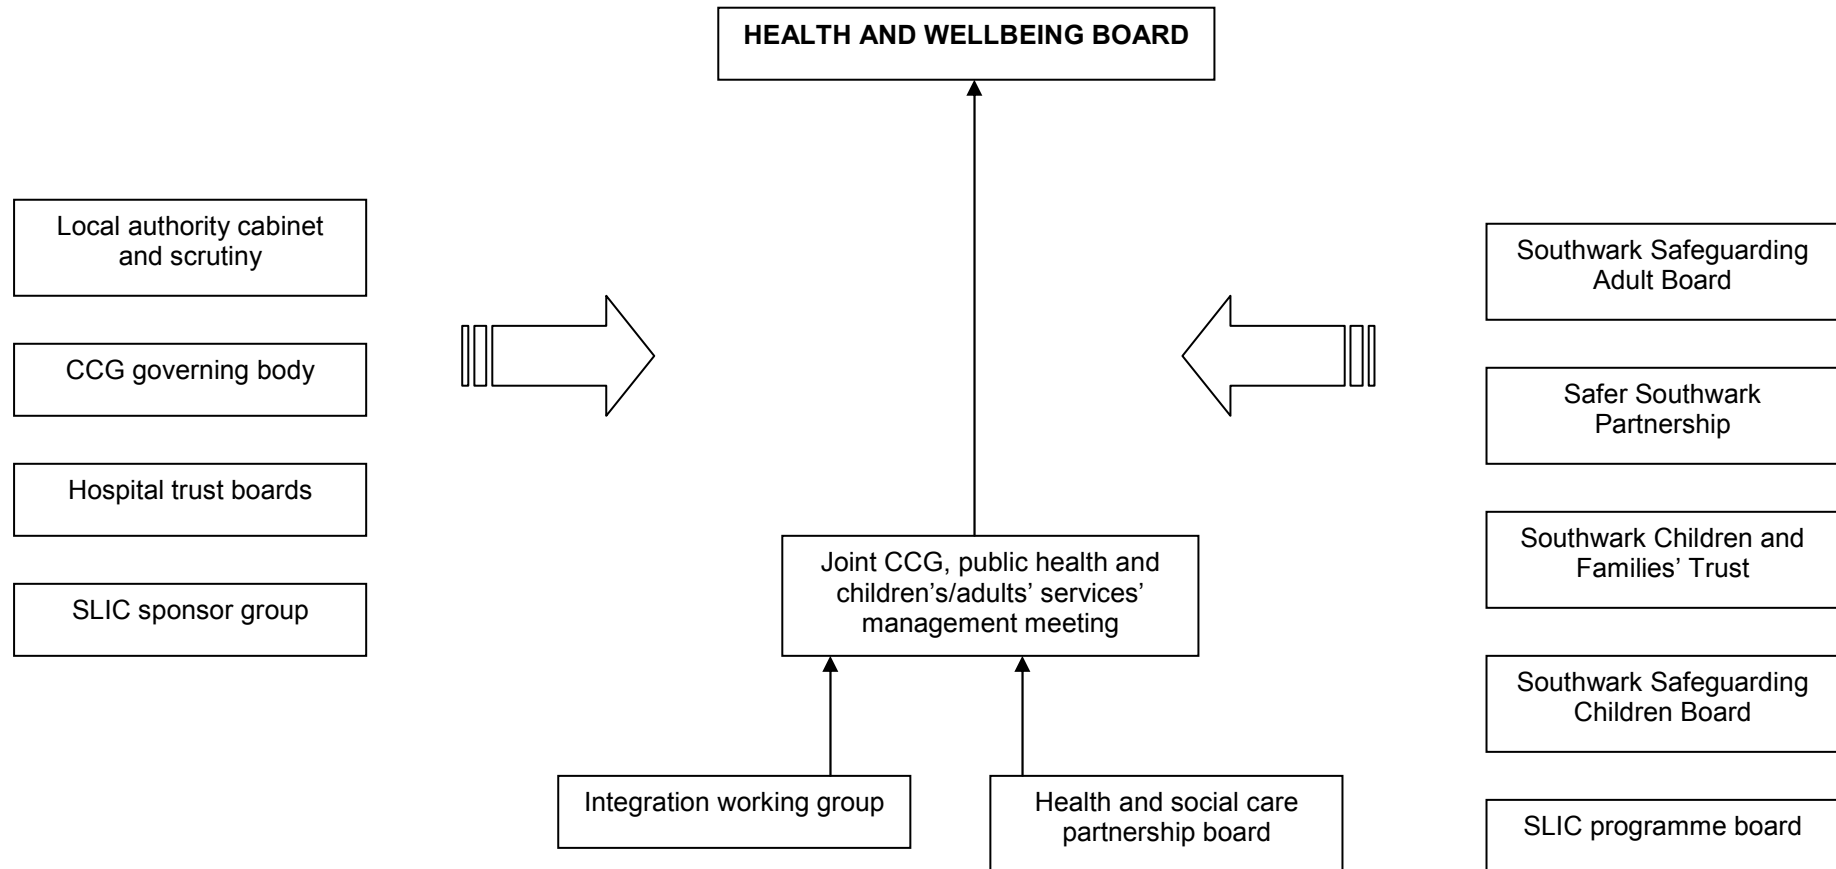 HEALTH AND WELLBEING BOARD
Local authority cabinet
and scrutiny
CCG governing body
Hospital trust boards
SLIC sponsor group
Joint CCG, public health and
children’s/adults’ services’
management meeting
Integration working group
Health and social care
partnership board
Southwark Safeguarding
Adult Board
Safer Southwark
Partnership
Southwark Children and
Families’ Trust
Southwark Safeguarding
Children Board
SLIC programme board